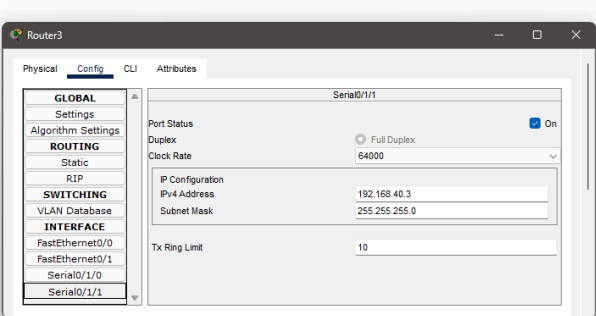 Router3
Physical Config CLI Attributes
GLOBAL
Settings
Algorithm Settings
ROUTING
Static
RIP
SWITCHING
VLAN Database
INTERFACE
FastEthernet0/0
FastEthernet0/1
Serial0/1/0
Serial0/1/1
Serial0/1/1
Port Status On
Duplex Full Duplex
Clock Rate 64000
IP Configuration
IPv4 Address 192.168.40.3
Subnet Mask 255.255.255.0
Tx Ring Limit 10